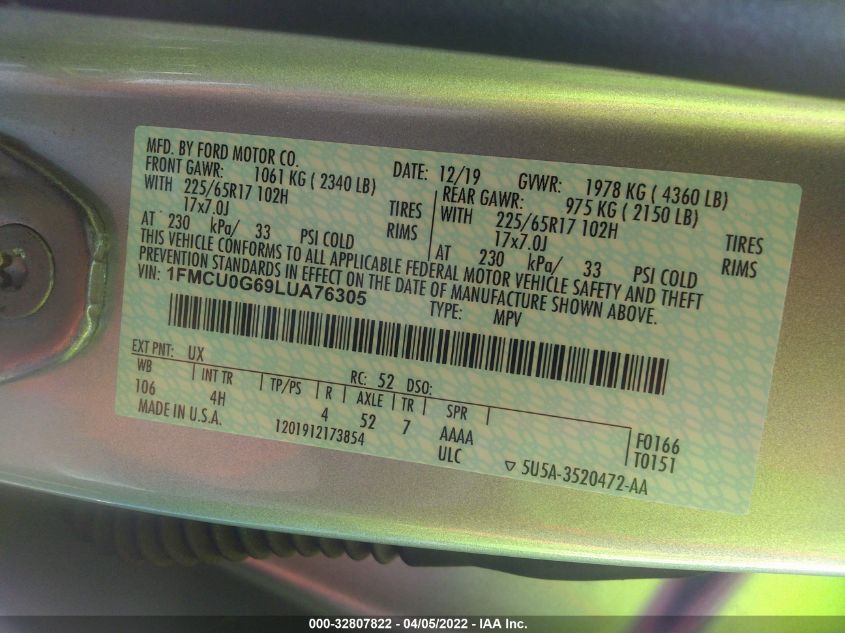 MFD. BY FORD MOTOR CO. DATE: 12/19 GVWR: 1978 KG ( 4360 LB)
FRONT GAWR: 1061 KG ( 2340 LB) REAR GAWR: 975 KG ( 2150 LB)
WITH 225/65R17 102H TIRES WITH 225/65R17 102H TIRES
17x7.0J RIMS 17x7.0J RIMS
AT 230 kPa/ 33 PSI COLD AT 230 kPa/ 33 PSI COLD
THIS VEHICLE CONFORMS TO ALL APPLICABLE FEDERAL MOTOR VEHICLE SAFETY AND THEFT
PREVENTION STANDARDS IN EFFECT ON THE DATE OF MANUFACTURE SHOWN ABOVE.
VIN: 1FMCU0G69LUA76305
TYPE: MPV
EXT PNT: UX RC: 52 DSO:
WB INT TR TP/PS R AXLE TR SPR
106 4H 4 52 7 AAAA F0166
MADE IN U.S.A. 1201912173854 ULC T0151
▽ 5U5A-3520472-AA
000-32807822 - 04/05/2022 - IAA Inc.